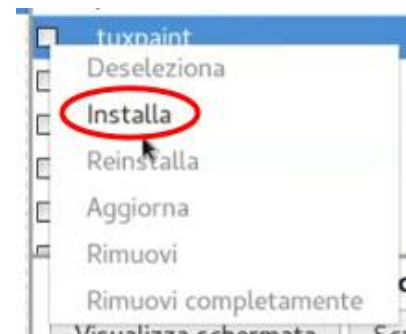 tuxpaint
Deseleziona
Installa
Reinstalla
Aggiorna
Rimuovi
Rimuovi completamente
Visualizza schermata